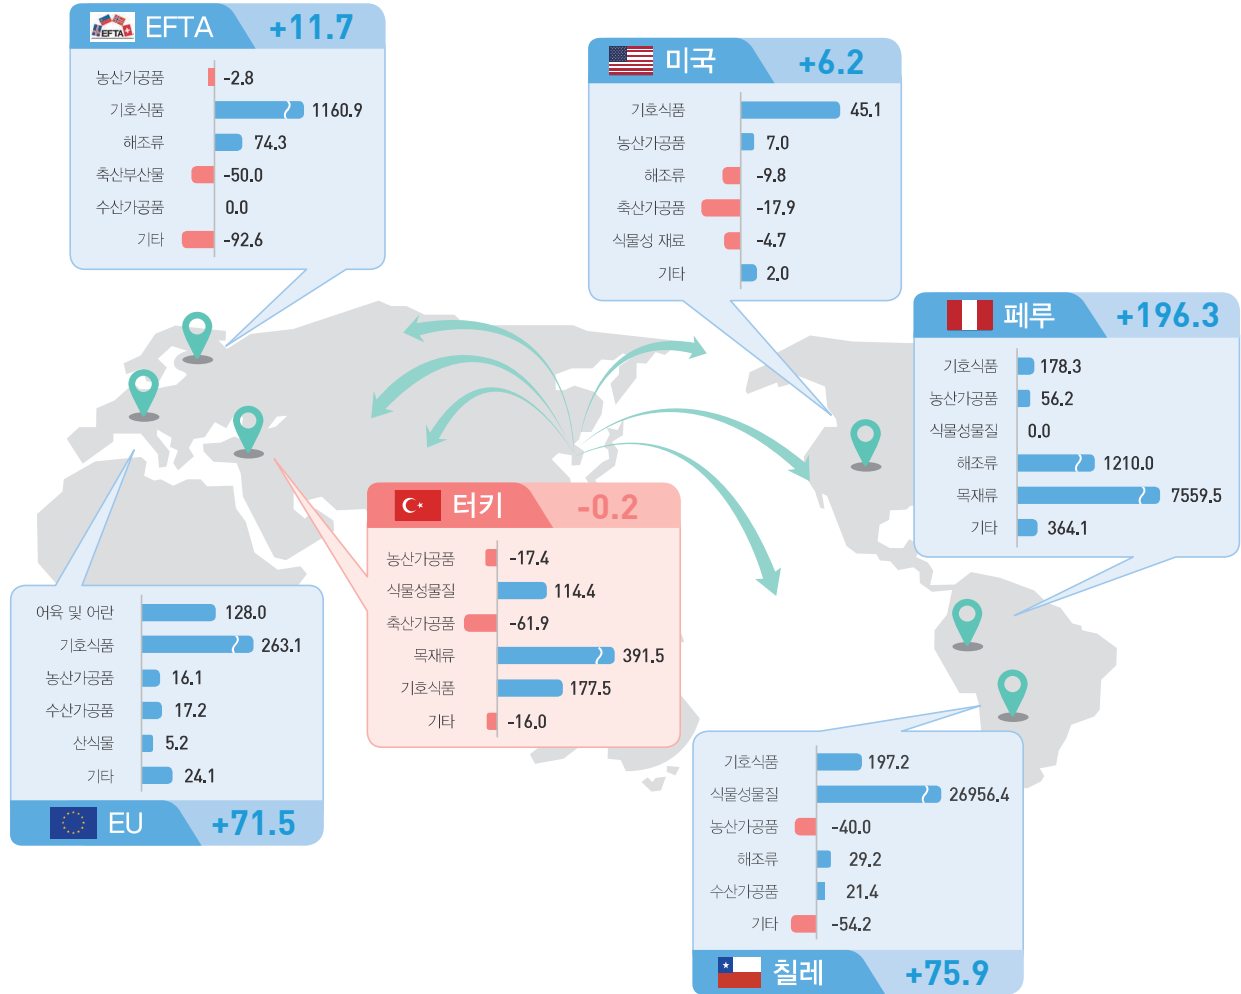 EFTA EFTA +11.7
농산가공품 -2.8
기호식품 1160.9
해조류 74.3
축산부산물 -50.0
수산가공품 0.0
기타 -92.6
미국 +6.2
기호식품 45.1
농산가공품 7.0
해조류 -9.8
축산가공품 -17.9
식물성 재료 -4.7
기타 2.0
페루 +196.3
기호식품 178.3
농산가공품 56.2
식물성물질 0.0
해조류 1210.0
목재류 7559.5
기타 364.1
터키 -0.2
농산가공품 -17.4
식물성물질 114.4
축산가공품 -61.9
목재류 391.5
기호식품 177.5
기타 -16.0
어육 및 어란 128.0
기호식품 263.1
농산가공품 16.1
수산가공품 17.2
산식물 5.2
기타 24.1
EU +71.5
기호식품 197.2
식물성물질 26956.4
농산가공품 -40.0
해조류 29.2
수산가공품 21.4
기타 -54.2
칠레 +75.9